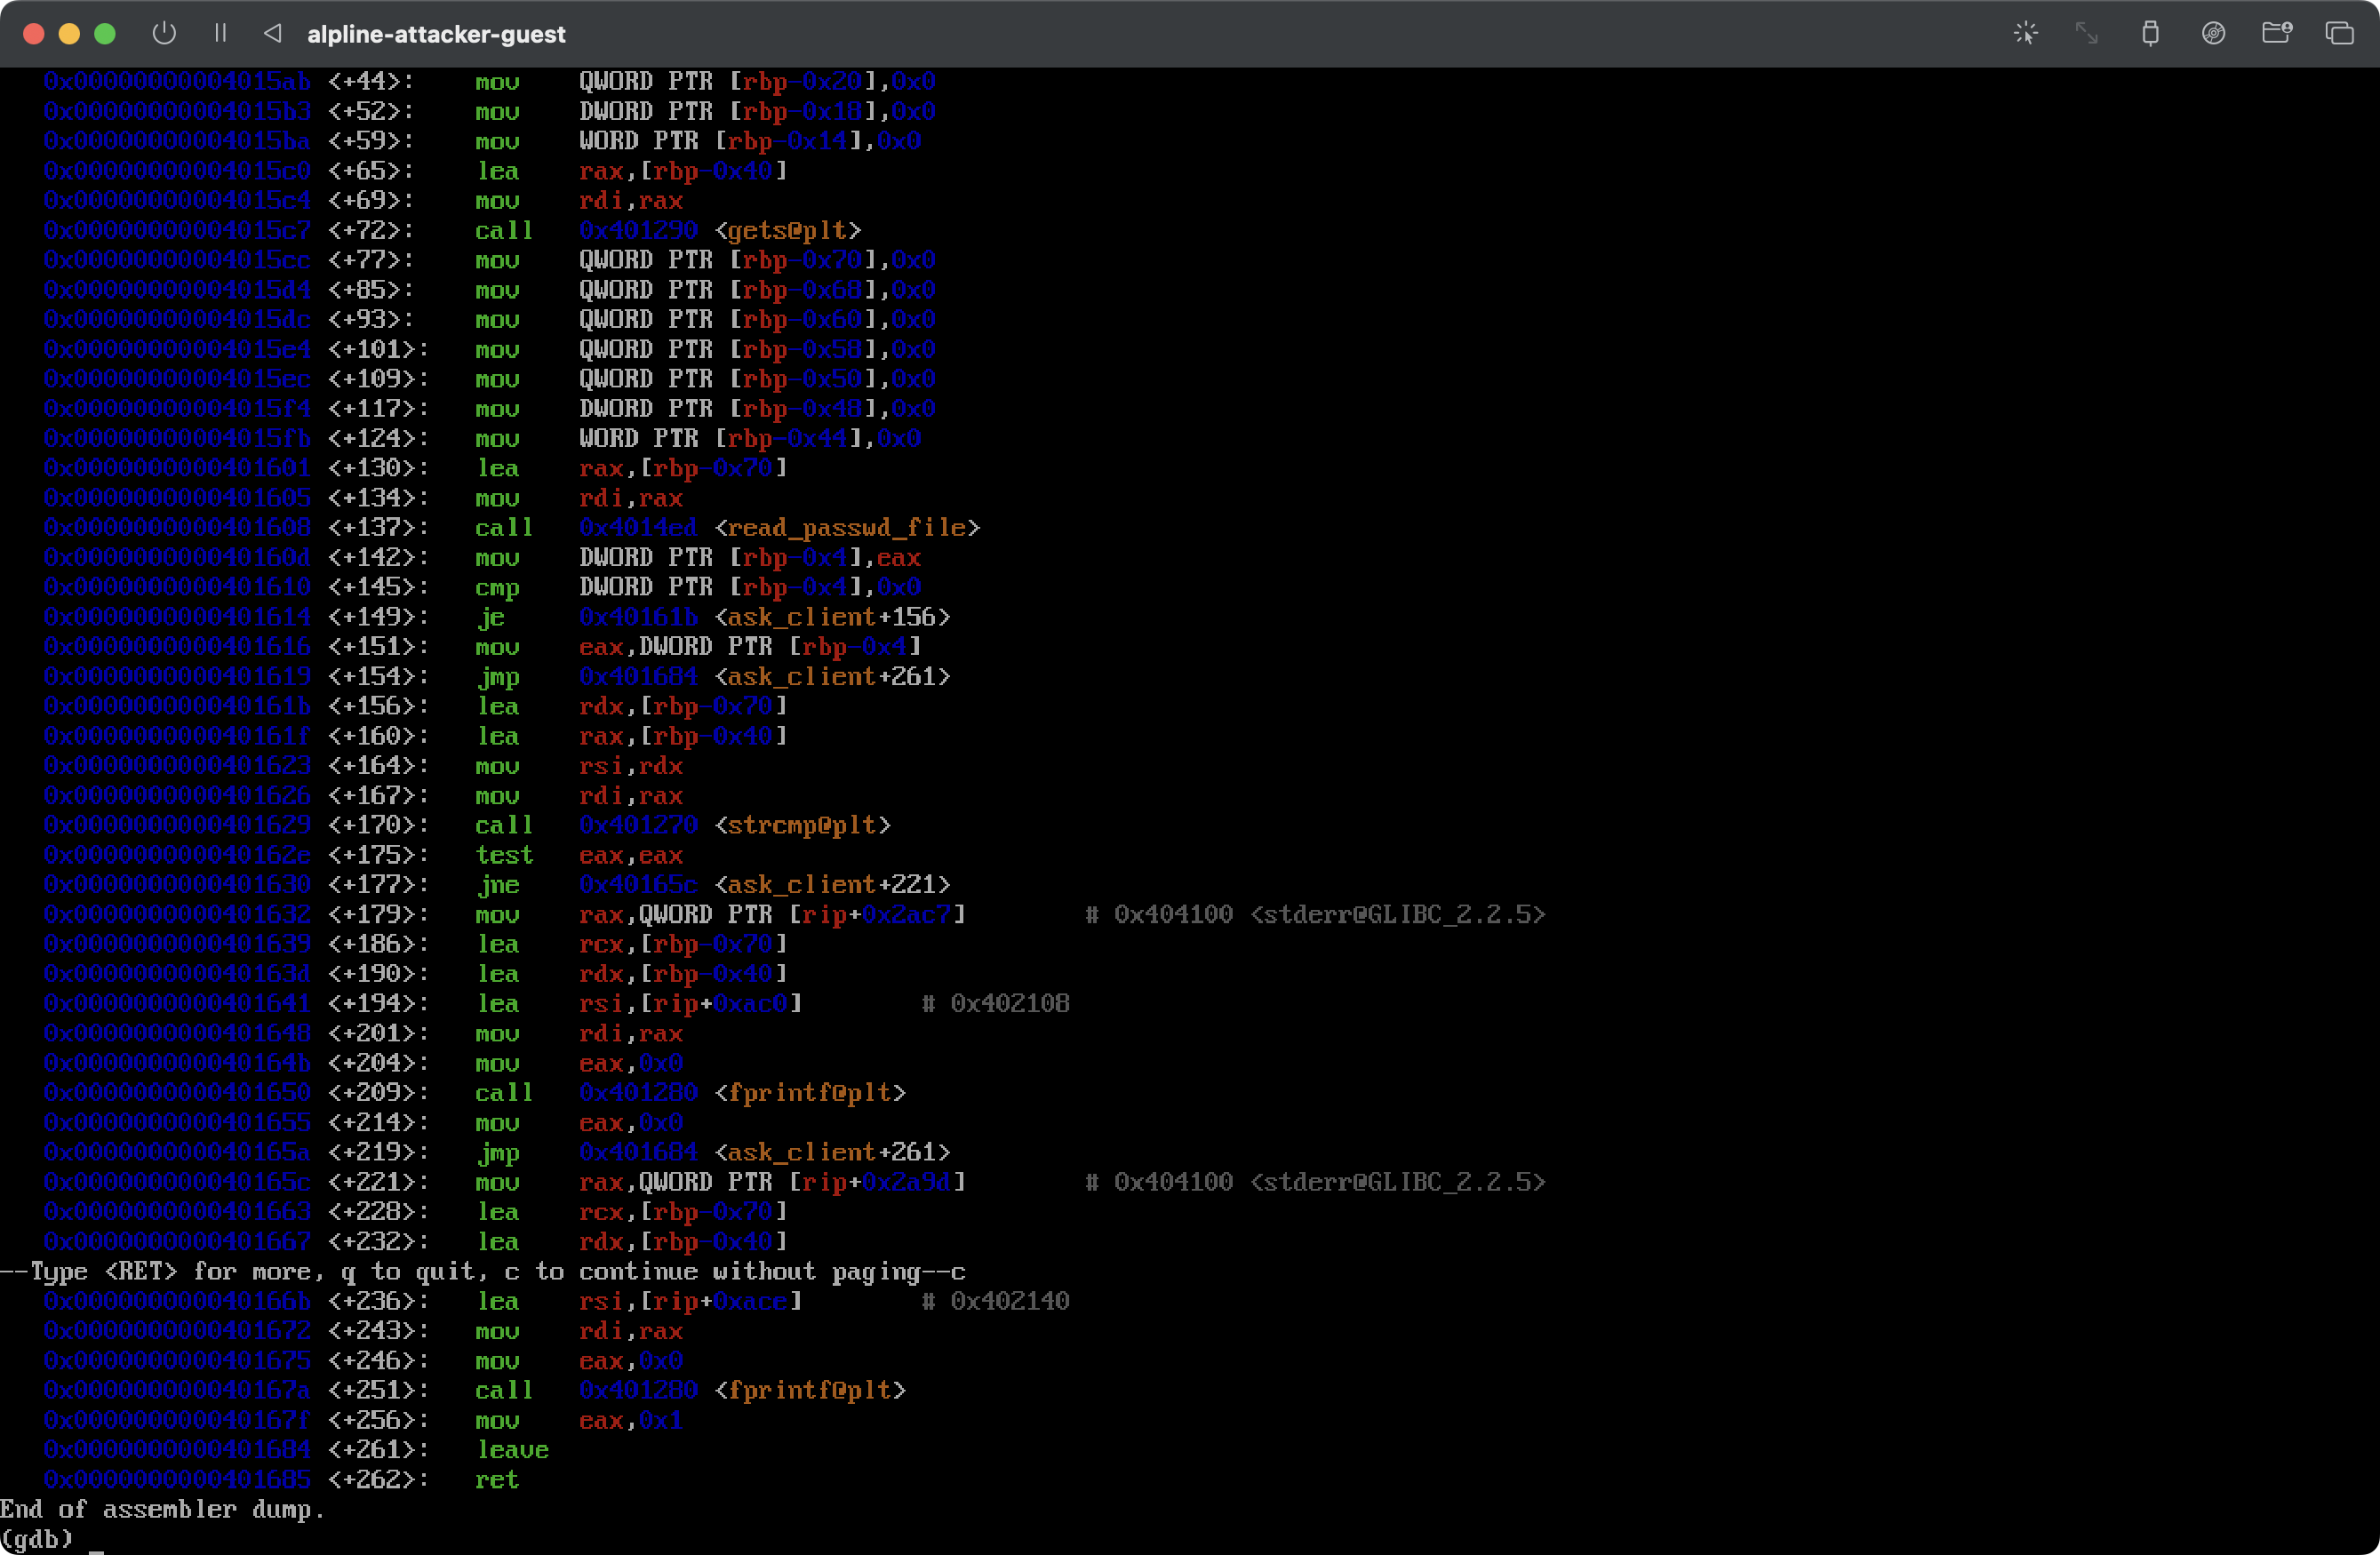 alpline-attacker-guest
0x00000000004015ab <+44>: mov QWORD PTR [rbp-0x20],0x0
0x00000000004015b3 <+52>: mov DWORD PTR [rbp-0x18],0x0
0x00000000004015ba <+59>: mov WORD PTR [rbp-0x14],0x0
0x00000000004015c0 <+65>: lea rax,[rbp-0x40]
0x00000000004015c4 <+69>: mov rdi,rax
0x00000000004015c7 <+72>: call 0x401290 <gets@plt>
0x00000000004015cc <+77>: mov QWORD PTR [rbp-0x70],0x0
0x00000000004015d4 <+85>: mov QWORD PTR [rbp-0x68],0x0
0x00000000004015dc <+93>: mov QWORD PTR [rbp-0x60],0x0
0x00000000004015e4 <+101>: mov QWORD PTR [rbp-0x58],0x0
0x00000000004015ec <+109>: mov QWORD PTR [rbp-0x50],0x0
0x00000000004015f4 <+117>: mov DWORD PTR [rbp-0x48],0x0
0x00000000004015fb <+124>: mov WORD PTR [rbp-0x44],0x0
0x0000000000401601 <+130>: lea rax,[rbp-0x70]
0x0000000000401605 <+134>: mov rdi,rax
0x0000000000401608 <+137>: call 0x4014ed <read_passwd_file>
0x000000000040160d <+142>: mov DWORD PTR [rbp-0x4],eax
0x0000000000401610 <+145>: cmp DWORD PTR [rbp-0x4],0x0
0x0000000000401614 <+149>: je 0x40161b <ask_client+156>
0x0000000000401616 <+151>: mov eax,DWORD PTR [rbp-0x4]
0x0000000000401619 <+154>: jmp 0x401684 <ask_client+261>
0x000000000040161b <+156>: lea rdx,[rbp-0x70]
0x000000000040161f <+160>: lea rax,[rbp-0x40]
0x0000000000401623 <+164>: mov rsi,rdx
0x0000000000401626 <+167>: mov rdi,rax
0x0000000000401629 <+170>: call 0x401270 <strcmp@plt>
0x000000000040162e <+175>: test eax,eax
0x0000000000401630 <+177>: jne 0x40165c <ask_client+221>
0x0000000000401632 <+179>: mov rax,QWORD PTR [rip+0x2ac7] # 0x404100 <stderr@GLIBC_2.2.5>
0x0000000000401639 <+186>: lea rcx,[rbp-0x70]
0x000000000040163d <+190>: lea rdx,[rbp-0x40]
0x0000000000401641 <+194>: lea rsi,[rip+0xac0] # 0x402108
0x0000000000401648 <+201>: mov rdi,rax
0x000000000040164b <+204>: mov eax,0x0
0x0000000000401650 <+209>: call 0x401280 <fprintf@plt>
0x0000000000401655 <+214>: mov eax,0x0
0x000000000040165a <+219>: jmp 0x401684 <ask_client+261>
0x000000000040165c <+221>: mov rax,QWORD PTR [rip+0x2a9d] # 0x404100 <stderr@GLIBC_2.2.5>
0x0000000000401663 <+228>: lea rcx,[rbp-0x70]
0x0000000000401667 <+232>: lea rdx,[rbp-0x40]
--Type <RET> for more, q to quit, c to continue without paging--c
0x000000000040166b <+236>: lea rsi,[rip+0xace] # 0x402140
0x0000000000401672 <+243>: mov rdi,rax
0x0000000000401675 <+246>: mov eax,0x0
0x000000000040167a <+251>: call 0x401280 <fprintf@plt>
0x000000000040167f <+256>: mov eax,0x1
0x0000000000401684 <+261>: leave
0x0000000000401685 <+262>: ret
End of assembler dump.
(gdb) _